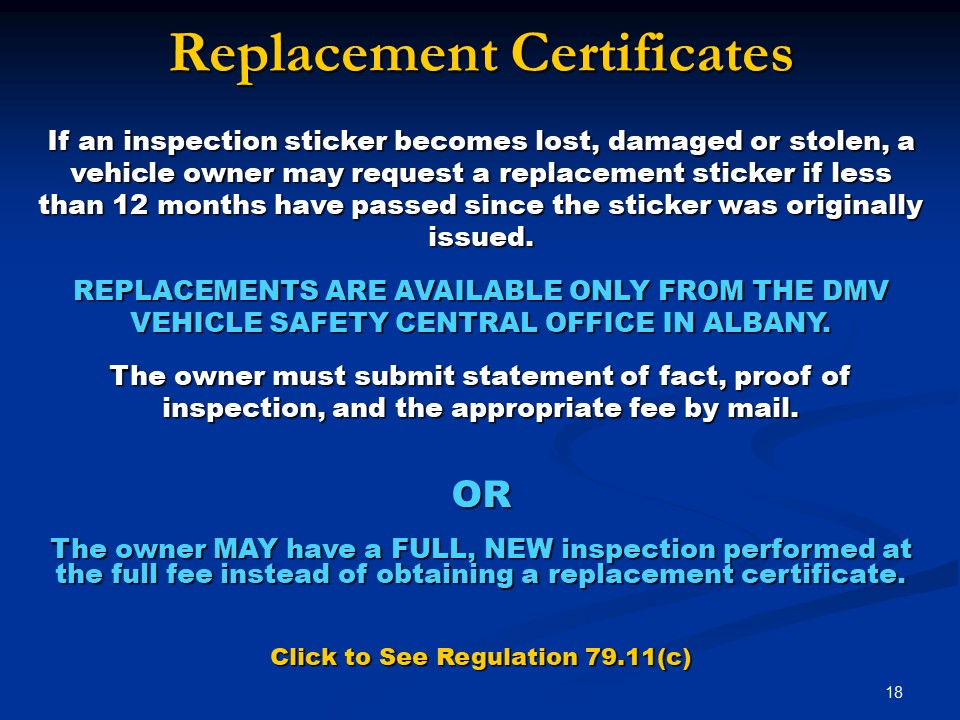 Replacement Certificates
If an inspection sticker becomes lost, damaged or stolen, a
vehicle owner may request a replacement sticker if less
than 12 months have passed since the sticker was originally
issued.
REPLACEMENTS ARE AVAILABLE ONLY FROM THE DMV
VEHICLE SAFETY CENTRAL OFFICE IN ALBANY.
The owner must submit statement of fact, proof of
inspection, and the appropriate fee by mail.
OR
The owner MAY have a FULL, NEW inspection performed at
the full fee instead of obtaining a replacement certificate.
Click to See Regulation 79.11(c)
18